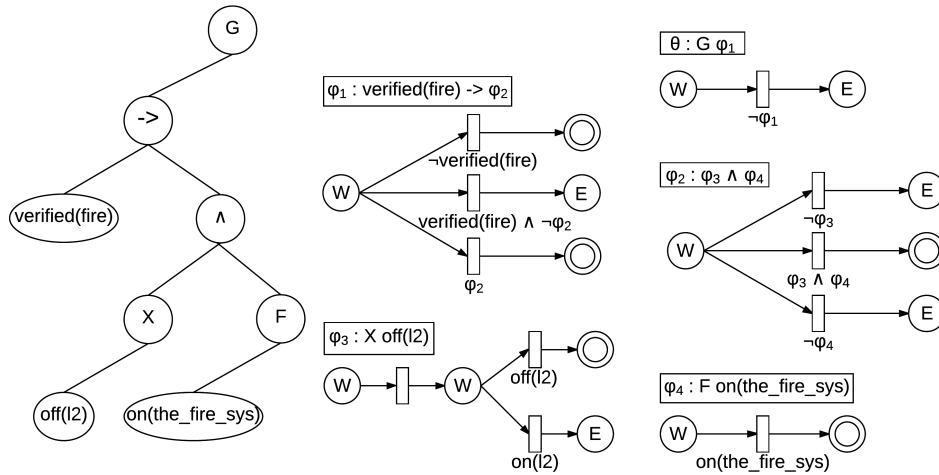 G
->
verified(fire)
∧
X
F
off(l2)
on(the_fire_sys)
φ₁ : verified(fire) -> φ₂
W
¬verified(fire)
verified(fire) ∧ ¬φ₂
E
φ₂
φ₃ : X off(l2)
W
W
off(l2)
on(l2)
E
θ : G φ₁
W
E
¬φ₁
φ₂ : φ₃ ∧ φ₄
W
¬φ₃
E
φ₃ ∧ φ₄
¬φ₄
E
φ₄ : F on(the_fire_sys)
W
on(the_fire_sys)